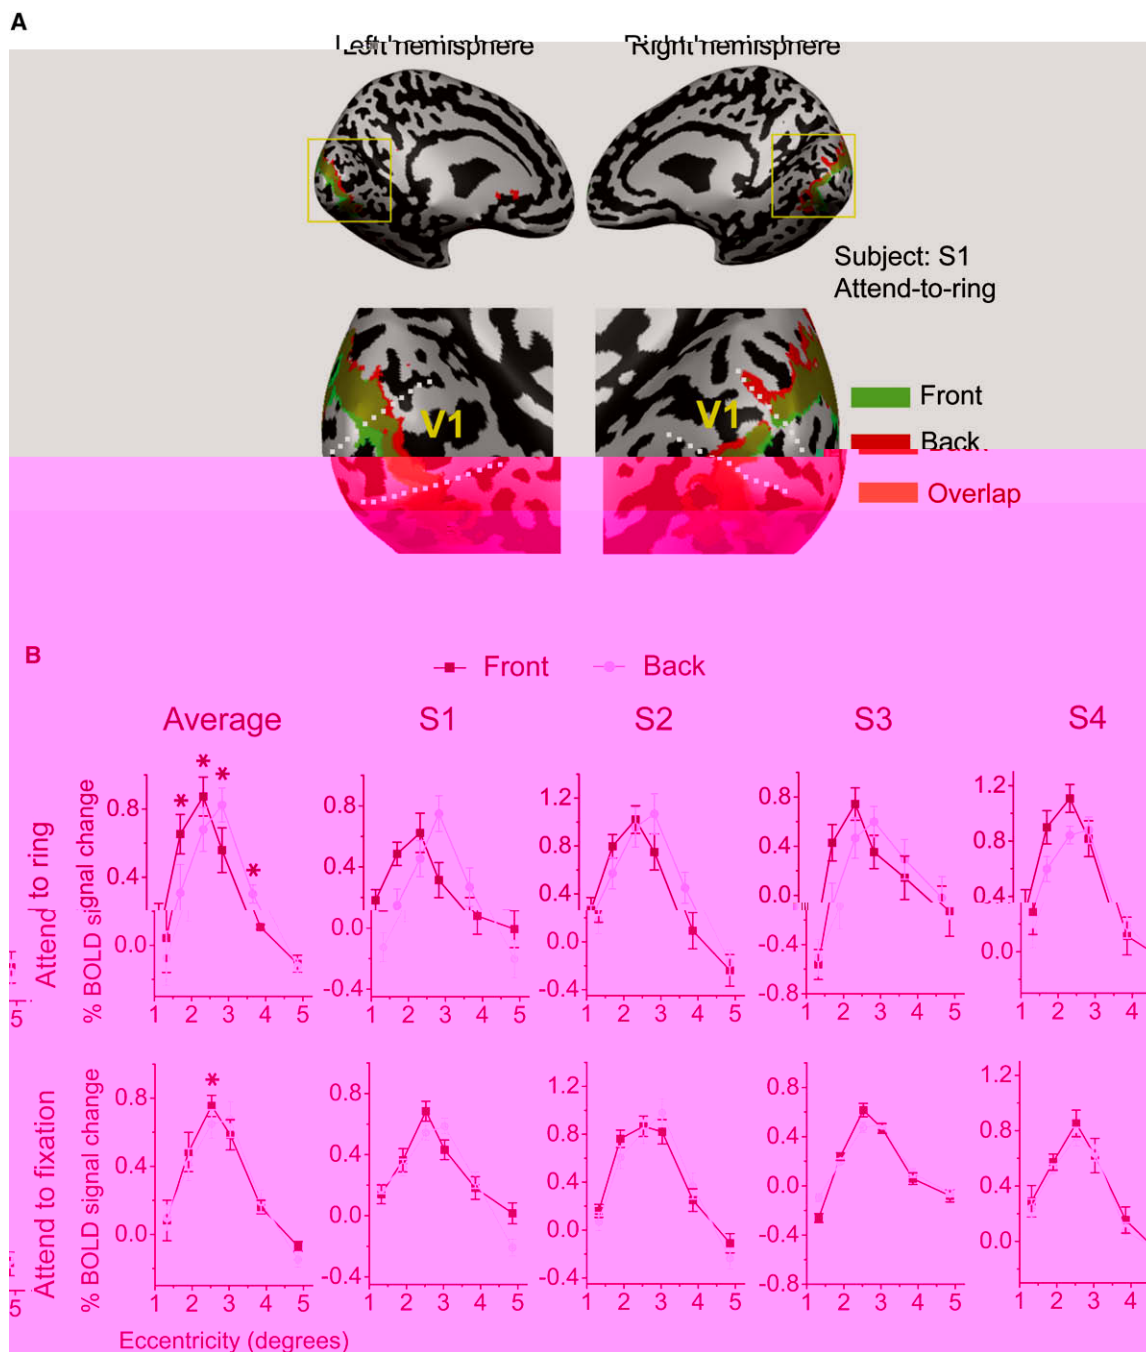 A
Left hemisphere Right hemisphere
Subject: S1
Attend-to-ring
V1 V1
Front
Back
Overlap
B
Front Back
Average S1 S2 S3 S4
Attend to ring
% BOLD signal change
0.8 0.4 0.0
0.8 0.4 0.0 -0.4
1.2 0.8 0.4 0.0 -0.4
0.8 0.4 0.0 -0.4 -0.8
1.2 0.8 0.4 0.0
1 2 3 4 5 1 2 3 4 5 1 2 3 4 5 1 2 3 4 5 1 2 3 4
5
Attend to fixation
% BOLD signal change
0.8 0.4 0.0
0.8 0.4 0.0 -0.4
1.2 0.8 0.4 0.0 -0.4
0.8 0.4 0.0 -0.4 -0.8
1.2 0.8 0.4 0.0
1 2 3 4 5 1 2 3 4 5 1 2 3 4 5 1 2 3 4 5 1 2 3 4
5
Eccentricity (degrees)